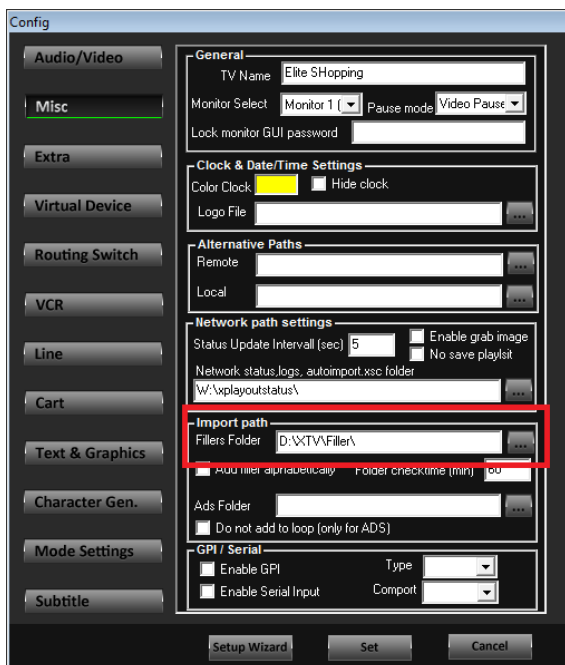 Config
Audio/Video
Misc
Extra
Virtual Device
Routing Switch
VCR
Line
Cart
Text & Graphics
Character Gen.
Mode Settings
Subtitle
General
TV Name Elite SHopping
Monitor Select Monitor 1 ( Pause mode Video Pause
Lock monitor GUI password
Clock & Date/Time Settings
Color Clock Hide clock
Logo File ...
Alternative Paths
Remote ...
Local ...
Network path settings
Status Update Intervall (sec) 5 Enable grab image
No save playlsit
Network status,logs, autoimport.xsc folder
W:\xplayoutstatus\ ...
Import path
Fillers Folder D:\XTV\Filler\ ...
Add filler alphabetically Folder checktime (min) 60
Ads Folder ...
Do not add to loop (only for ADS)
GPI / Serial
Enable GPI Type
Enable Serial Input Comport
Setup Wizard Set Cancel